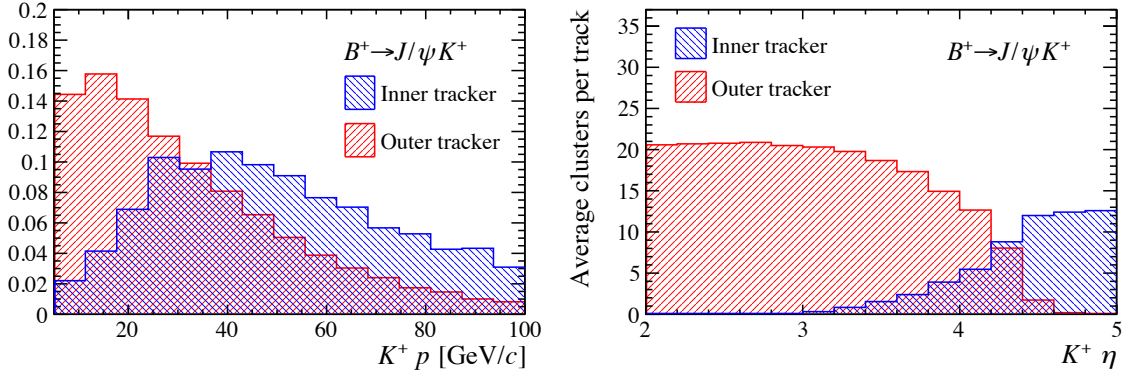 0.2
0.18
0.16
0.14
0.12
0.1
0.08
0.06
0.04
0.02
0
B⁺→J/ψK⁺
Inner tracker
Outer tracker
20 40 60 80 100
K⁺ p [GeV/c]
Average clusters per track
35
30
25
20
15
10
5
0
Inner tracker
Outer tracker
B⁺→J/ψK⁺
2 3 4 5
K⁺ η